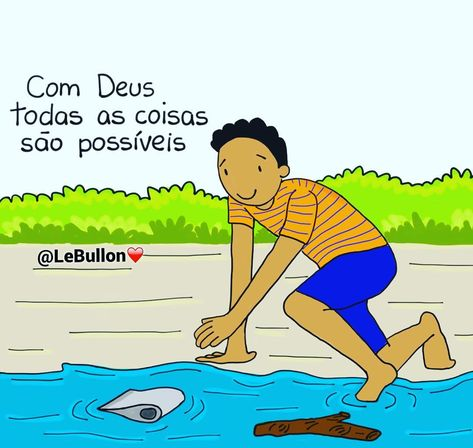 Com Deus
todas as coisas
são possíveis
@LeBullon❤️